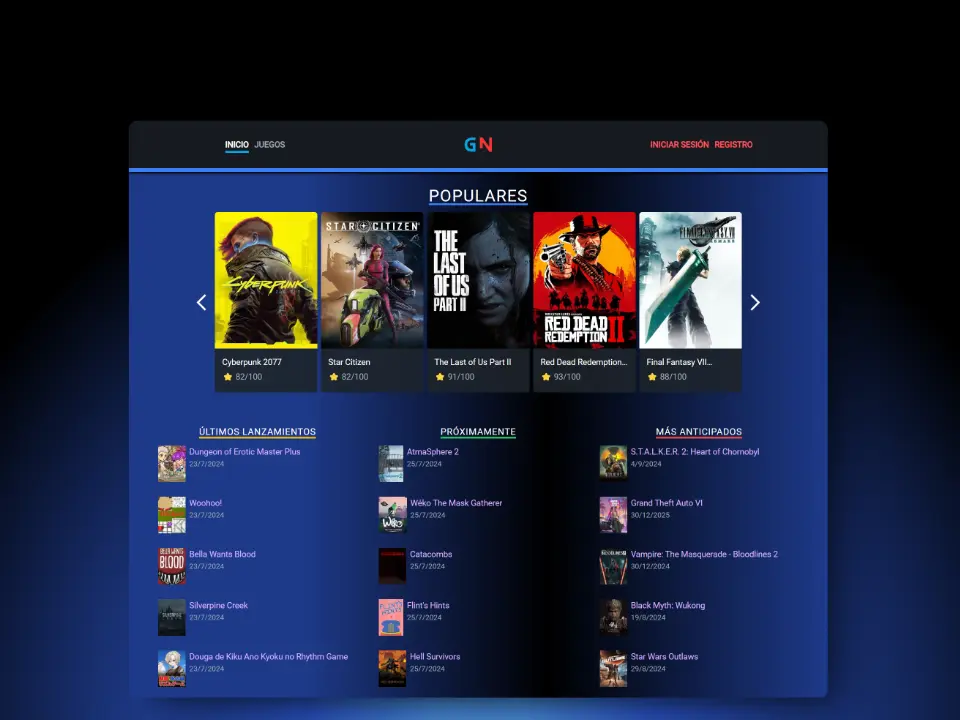 INICIO JUEGOS
GN
INICIAR SESIÓN REGISTRO
POPULARES
Cyberpunk
STAR CITIZEN
THE LAST OF US PART II
RED DEAD REDEMPTION II
Cyberpunk 2077
82/100
Star Citizen
82/100
The Last of Us Part II
91/100
Red Dead Redemption...
93/100
Final Fantasy VII...
88/100
ÚLTIMOS LANZAMIENTOS
Dungeon of Erotic Master Plus
23/7/2024
Woohoo!
23/7/2024
BELLA WANTS BLOOD
Bella Wants Blood
23/7/2024
Silverpine Creek
23/7/2024
Douga de Kiku Ano Kyoku no Rhythm Game
23/7/2024
PRÓXIMAMENTE
AtmaSphere 2
25/7/2024
Wéko
Wéko The Mask Gatherer
25/7/2024
Catacombs
25/7/2024
Flint's Hints
25/7/2024
Hell Survivors
25/7/2024
MÁS ANTICIPADOS
S.T.A.L.K.E.R. 2: Heart of Chornobyl
4/9/2024
Grand Theft Auto VI
30/12/2025
Vampire: The Masquerade - Bloodlines 2
30/12/2024
Black Myth: Wukong
19/8/2024
Star Wars Outlaws
29/8/2024